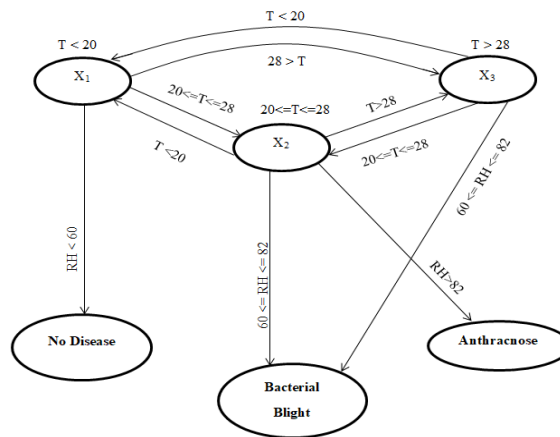 T < 20
T < 20
T > 28
X1
28 > T
X3
20<=T<=28
20<=T<=28
T>28
T <20
X2
20<=T<=28
60 <= RH <= 82
RH < 60
60 <= RH <= 82
RH>82
No Disease
Anthracnose
Bacterial
Blight